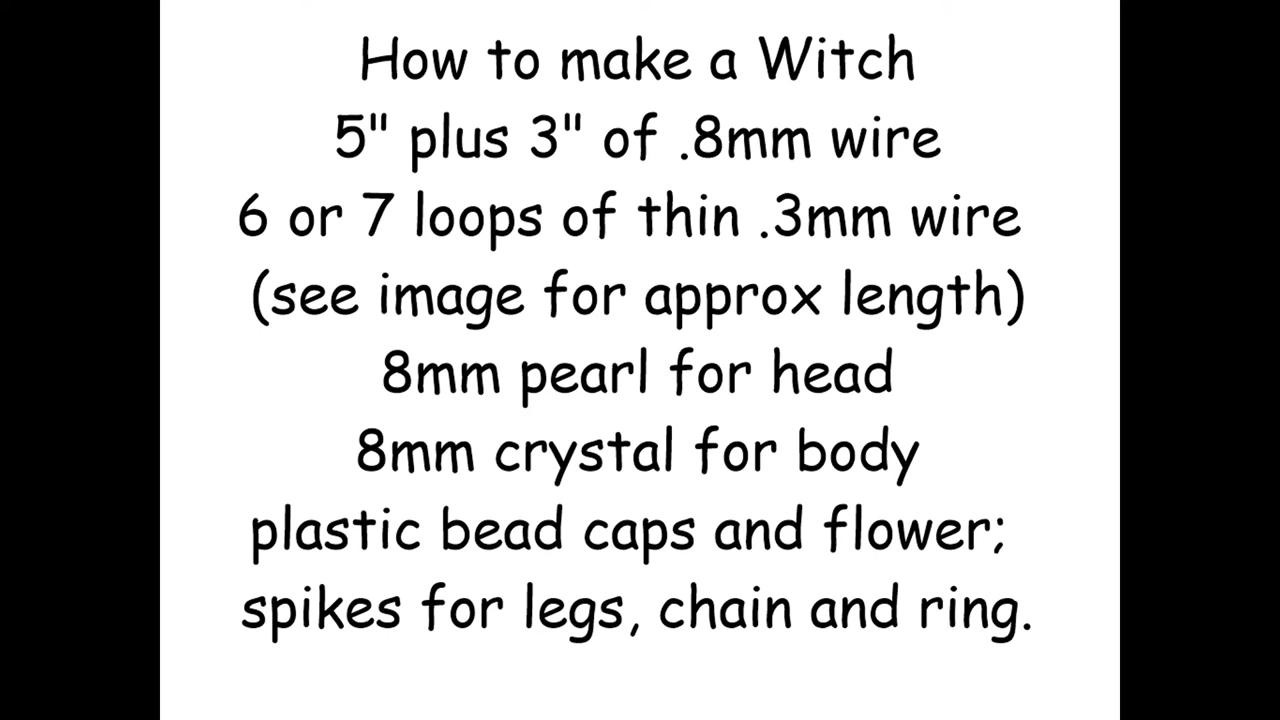 How to make a Witch
5" plus 3" of .8mm wire
6 or 7 loops of thin .3mm wire
(see image for approx length)
8mm pearl for head
8mm crystal for body
plastic bead caps and flower;
spikes for legs, chain and ring.